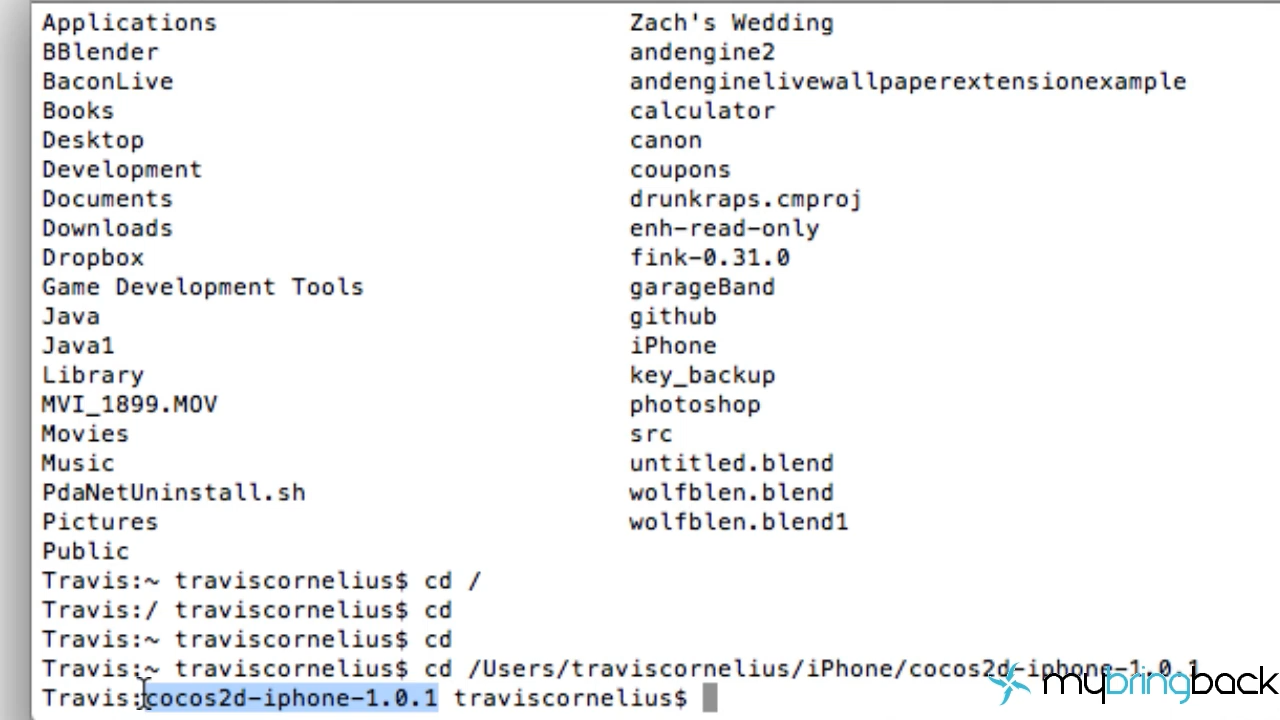 Applications Zach's Wedding
BBlender andengine2
BaconLive andenginelivewallpaperextensionexample
Books calculator
Desktop canon
Development coupons
Documents drunkraps.cmproj
Downloads enh-read-only
Dropbox fink-0.31.0
Game Development Tools garageBand
Java github
Java1 iPhone
Library key_backup
MVI_1899.MOV photoshop
Movies src
Music untitled.blend
PdaNetUninstall.sh wolfblen.blend
Pictures wolfblen.blend1
Public
Travis:~ traviscornelius$ cd /
Travis:/ traviscornelius$ cd
Travis:~ traviscornelius$ cd
Travis:~ traviscornelius$ cd /Users/traviscornelius/iPhone/cocos2d-iphone-1.0.1
Travis:cocos2d-iphone-1.0.1 traviscornelius$
mybringback